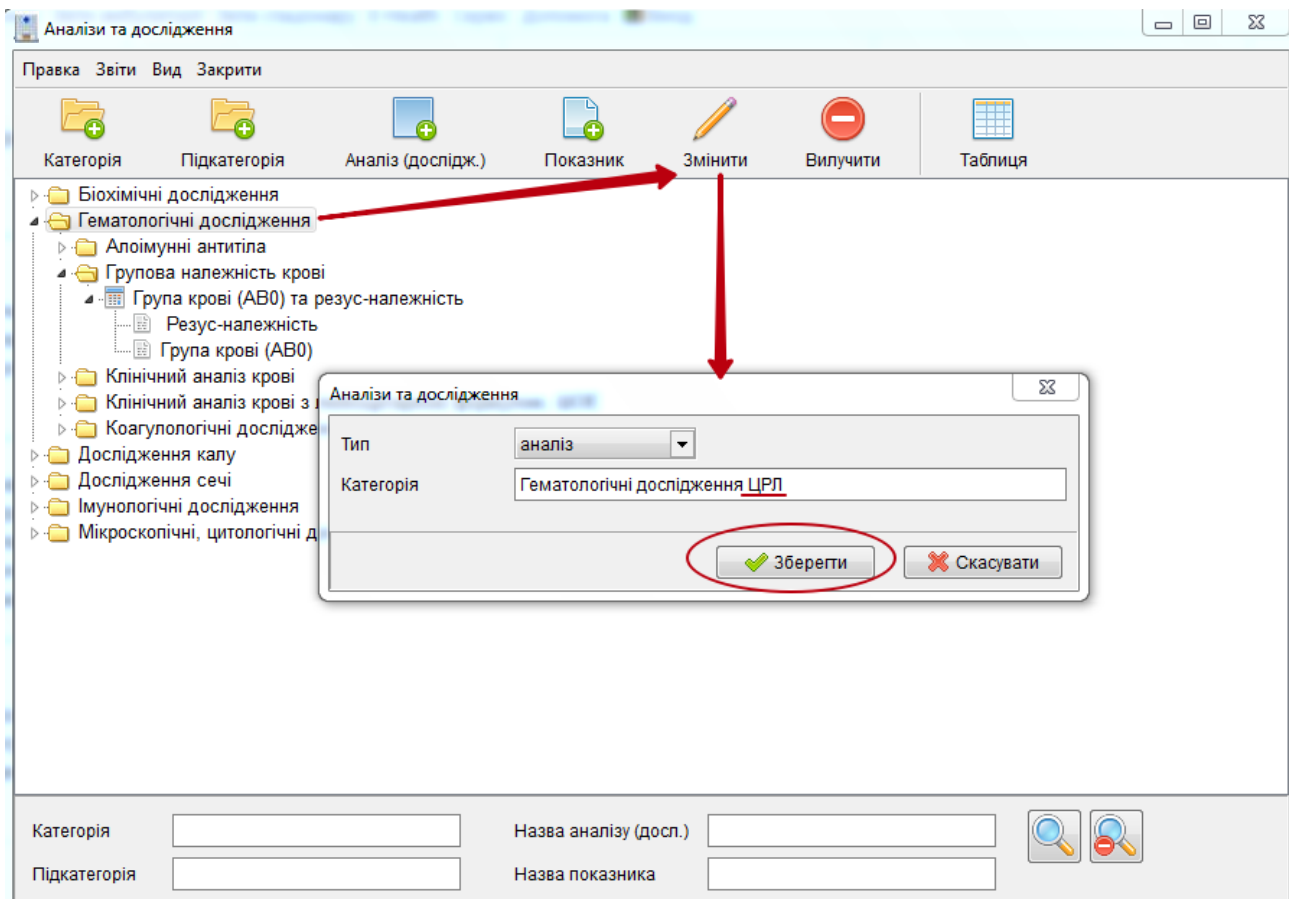 Аналізи та дослідження
Правка Звіти Вид Закрити
Категорія Підкатегорія Аналіз (дослідж.) Показник Змінити Вилучити Таблиця
Біохімічні дослідження
Гематологічні дослідження
Алоімунні антитіла
Групова належність крові
Група крові (АВ0) та резус-належність
Резус-належність
Група крові (АВ0)
Клінічний аналіз крові
Клінічний аналіз крові з
Коагулологічні дослідже
Дослідження калу
Дослідження сечі
Імунологічні дослідження
Мікроскопічні, цитологічні д
Аналізи та дослідження
Тип аналіз
Категорія Гематологічні дослідження ЦРЛ
Зберегти Скасувати
Категорія Назва аналізу (досл.)
Підкатегорія Назва показника